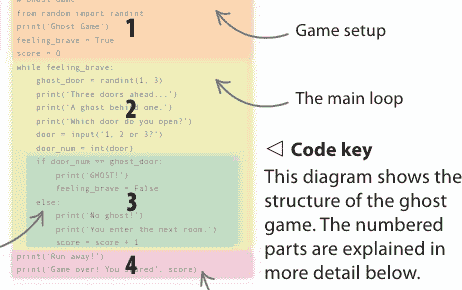 from random import randint
print('Ghost Game')
feeling_brave = True
score = 0
1
Game setup
while feeling_brave:
ghost_door = randint(1, 3)
print('Three doors ahead...')
print('A ghost behind one.')
print('Which door do you open?')
door = input('1, 2 or 3?')
door_num = int(door)
2
The main loop
if door_num == ghost_door:
print('GHOST!')
feeling_brave = False
else:
print('No ghost!')
print('You enter the next room.')
score = score + 1
3
print('Run away!')
print('Game over! You scored', score)
4
◁ Code key
This diagram shows the
structure of the ghost
game. The numbered
parts are explained in
more detail below.